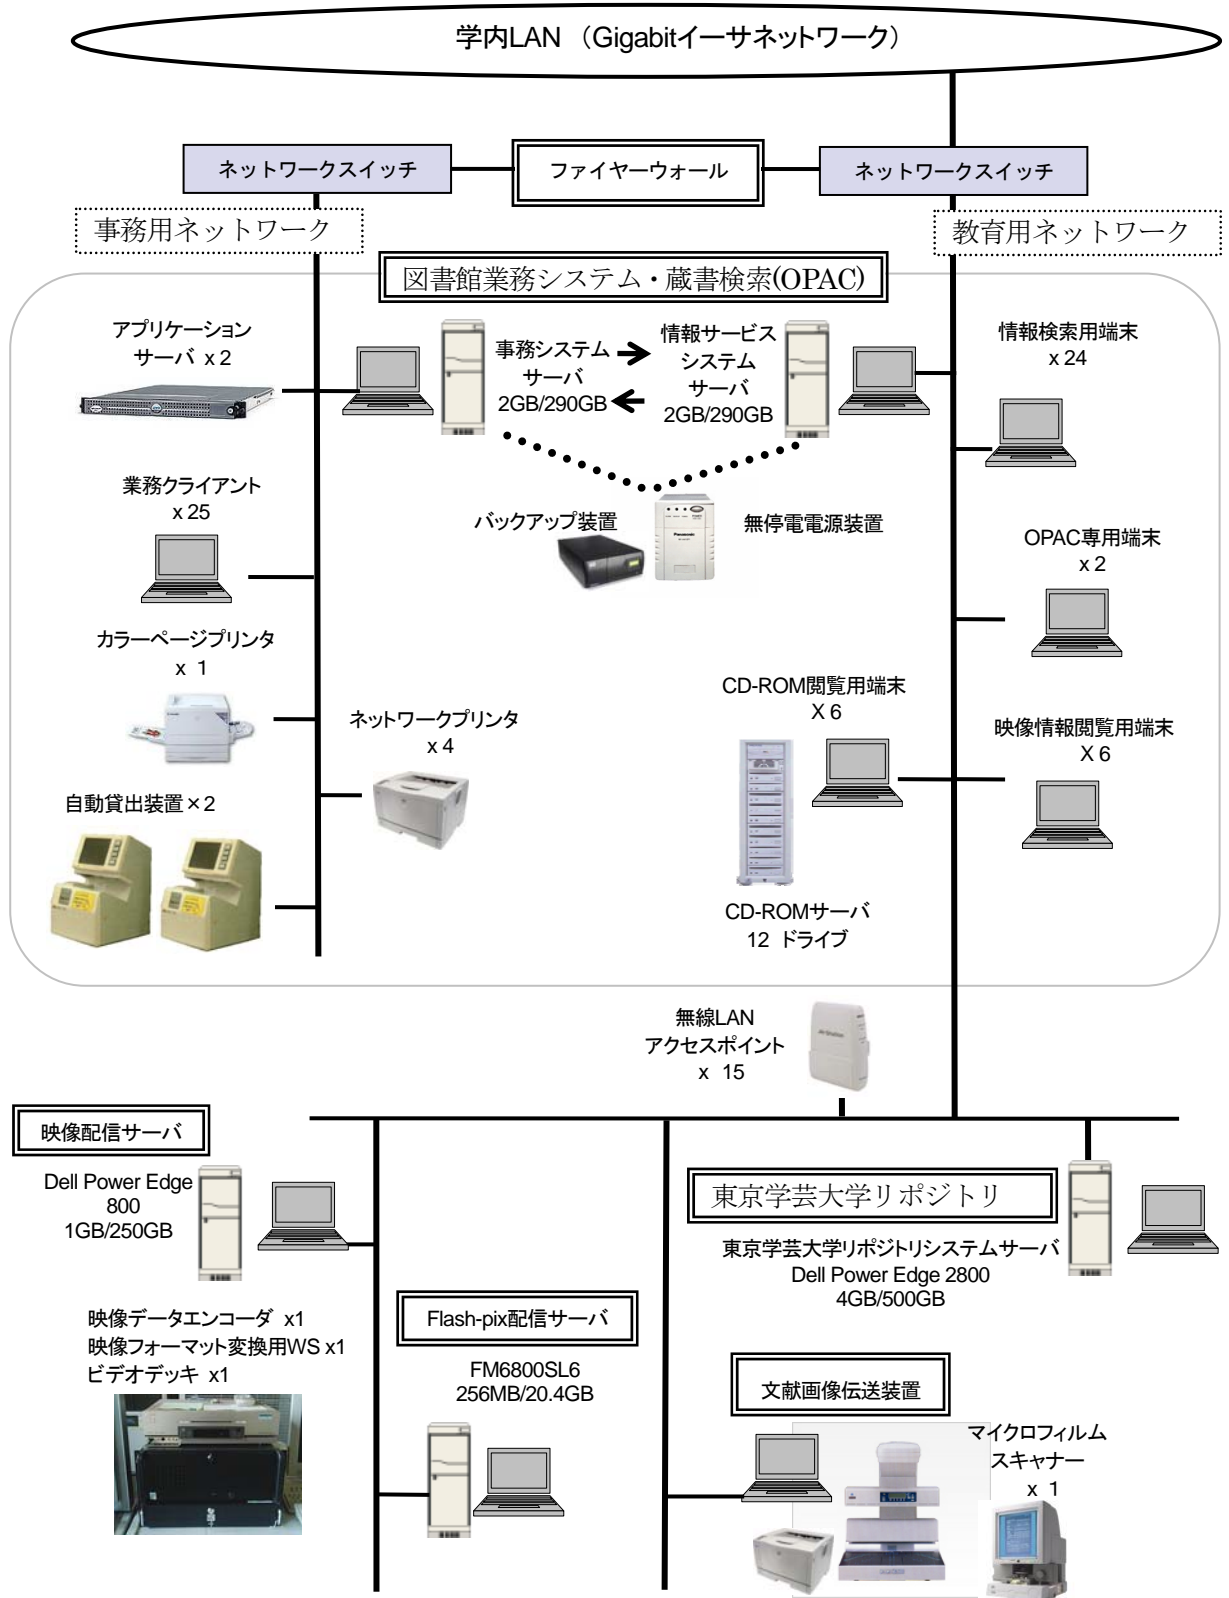 学内LAN （Gigabitイーサネットワーク）
ネットワークスイッチ
ファイヤーウォール
ネットワークスイッチ
事務用ネットワーク
教育用ネットワーク
図書館業務システム・蔵書検索(OPAC)
アプリケーション
サーバ x 2
事務システム
サーバ
2GB/290GB
情報サービス
システム
サーバ
2GB/290GB
情報検索用端末
x 24
業務クライアント
x 25
バックアップ装置
無停電電源装置
OPAC専用端末
x 2
カラーページプリンタ
x 1
ネットワークプリンタ
x 4
CD-ROM閲覧用端末
X 6
映像情報閲覧用端末
X 6
自動貸出装置×2
CD-ROMサーバ
12 ドライブ
無線LAN
アクセスポイント
x 15
映像配信サーバ
Dell Power Edge
800
1GB/250GB
東京学芸大学リポジトリ
東京学芸大学リポジトリシステムサーバ
Dell Power Edge 2800
4GB/500GB
映像データエンコーダ x1
映像フォーマット変換用WS x1
ビデオデッキ x1
Flash-pix配信サーバ
FM6800SL6
256MB/20.4GB
文献画像伝送装置
マイクロフィルム
スキャナー
x 1